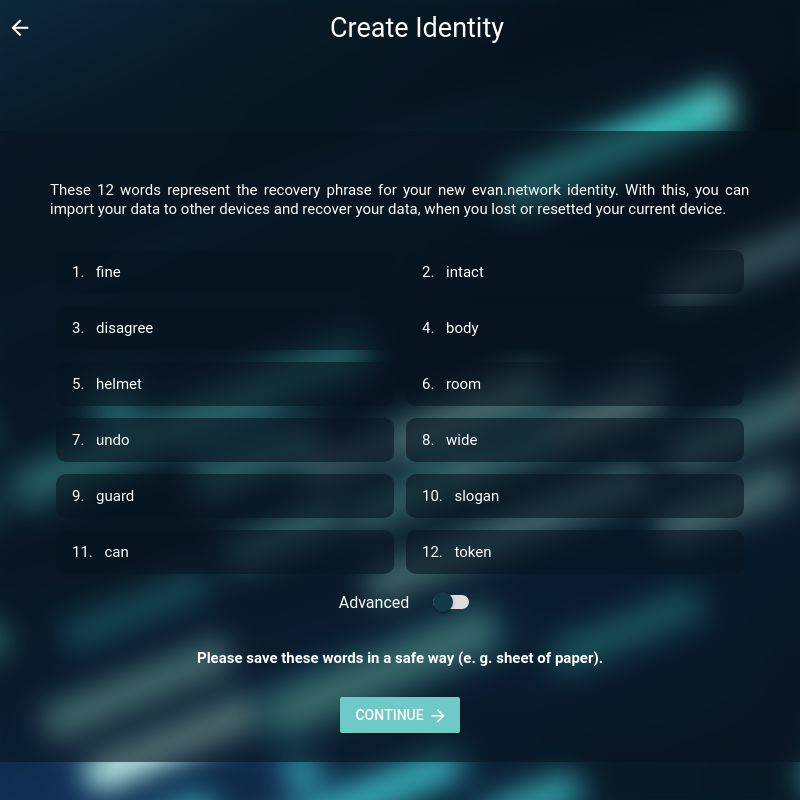 Create Identity
These 12 words represent the recovery phrase for your new evan.network identity. With this, you can
import your data to other devices and recover your data, when you lost or resetted your current device.
1. fine
2. intact
3. disagree
4. body
5. helmet
6. room
7. undo
8. wide
9. guard
10. slogan
11. can
12. token
Advanced
Please save these words in a safe way (e. g. sheet of paper).
CONTINUE